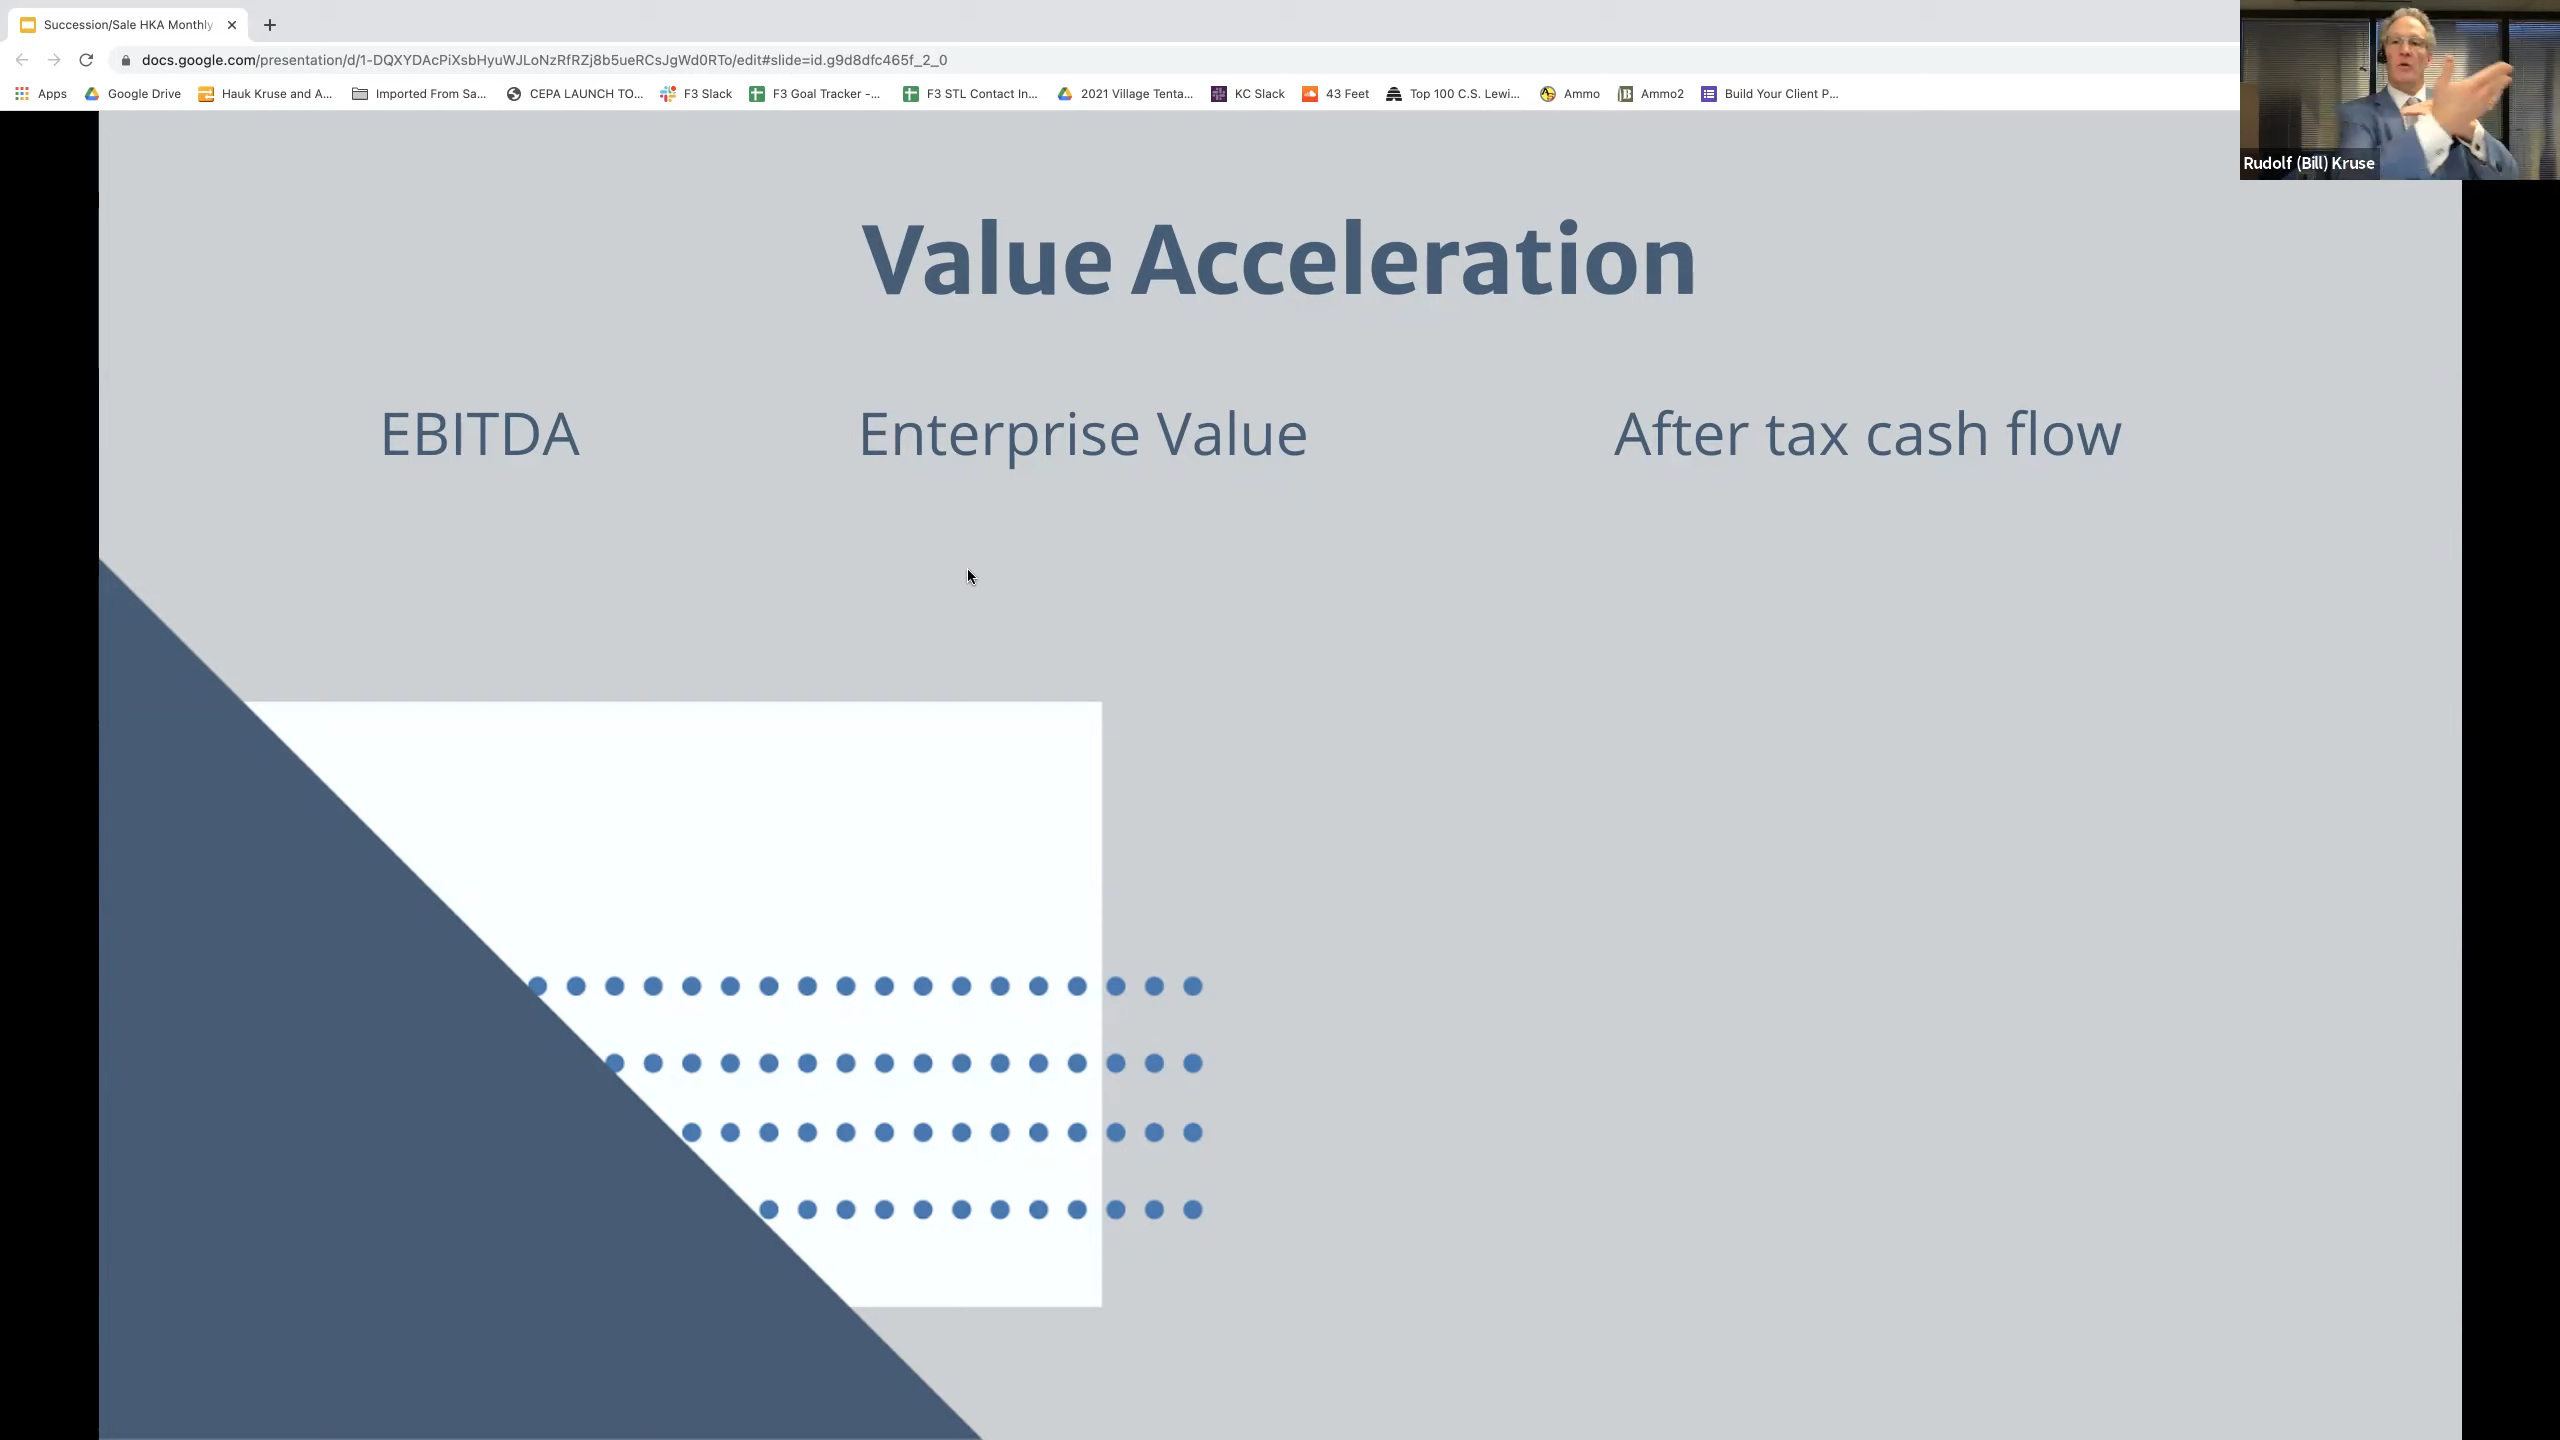 Succession/Sale HKA Monthly
docs.google.com/presentation/d/1-DQXYDAcPiXsbHyuWJLoNzRfRZj8b5ueRCsJgWd0RTo/edit#slide=id.g9d8dfc465f_2_0
Apps Google Drive Hauk Kruse and A... Imported From Sa... CEPA LAUNCH TO... F3 Slack F3 Goal Tracker -... F3 STL Contact In... 2021 Village Tenta... KC Slack 43 Feet Top 100 C.S. Lewi... Ammo Ammo2 Build Your Client P...
Rudolf (Bill) Kruse
Value Acceleration
EBITDA Enterprise Value After tax cash flow